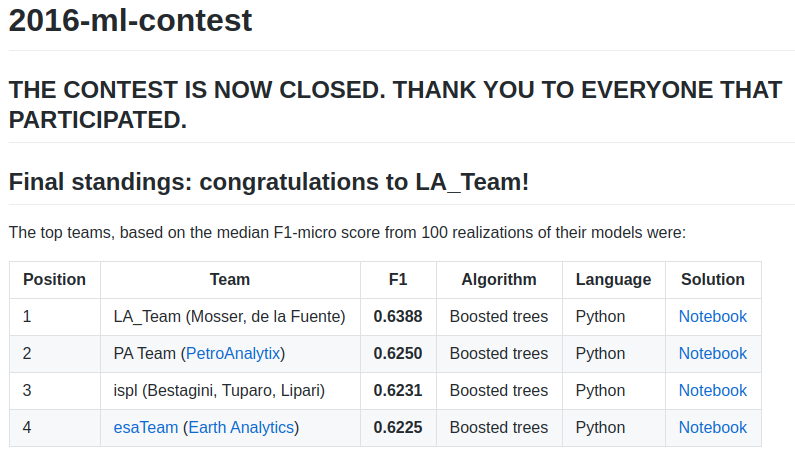 2016-ml-contest
THE CONTEST IS NOW CLOSED. THANK YOU TO EVERYONE THAT
PARTICIPATED.
Final standings: congratulations to LA_Team!
The top teams, based on the median F1-micro score from 100 realizations of their models were:
Position Team F1 Algorithm Language Solution
1 LA_Team (Mosser, de la Fuente) 0.6388 Boosted trees Python Notebook
2 PA Team (PetroAnalytix) 0.6250 Boosted trees Python Notebook
3 ispl (Bestagini, Tuparo, Lipari) 0.6231 Boosted trees Python Notebook
4 esaTeam (Earth Analytics) 0.6225 Boosted trees Python Notebook